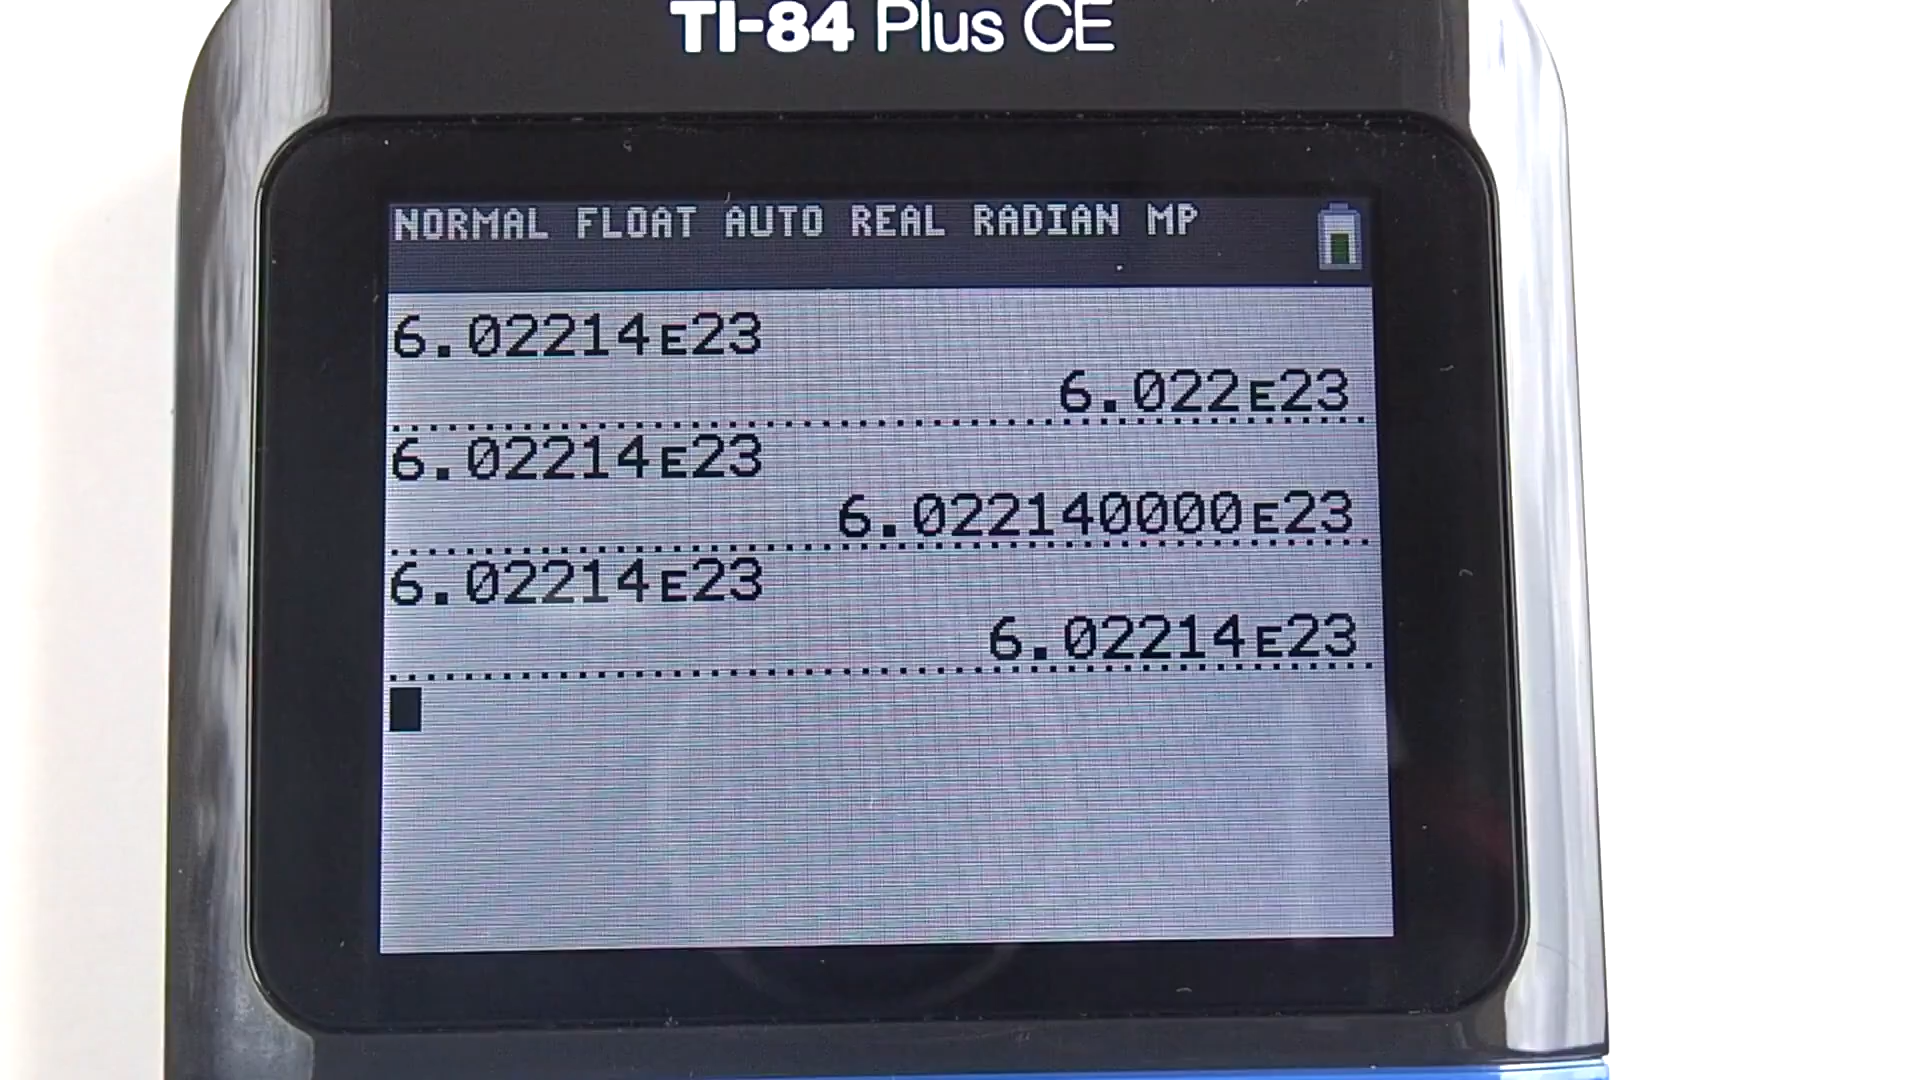 TI-84 Plus CE
NORMAL FLOAT AUTO REAL RADIAN MP
6.02214E23
6.022E23
6.02214E23
6.022140000E23
6.02214E23
6.02214E23